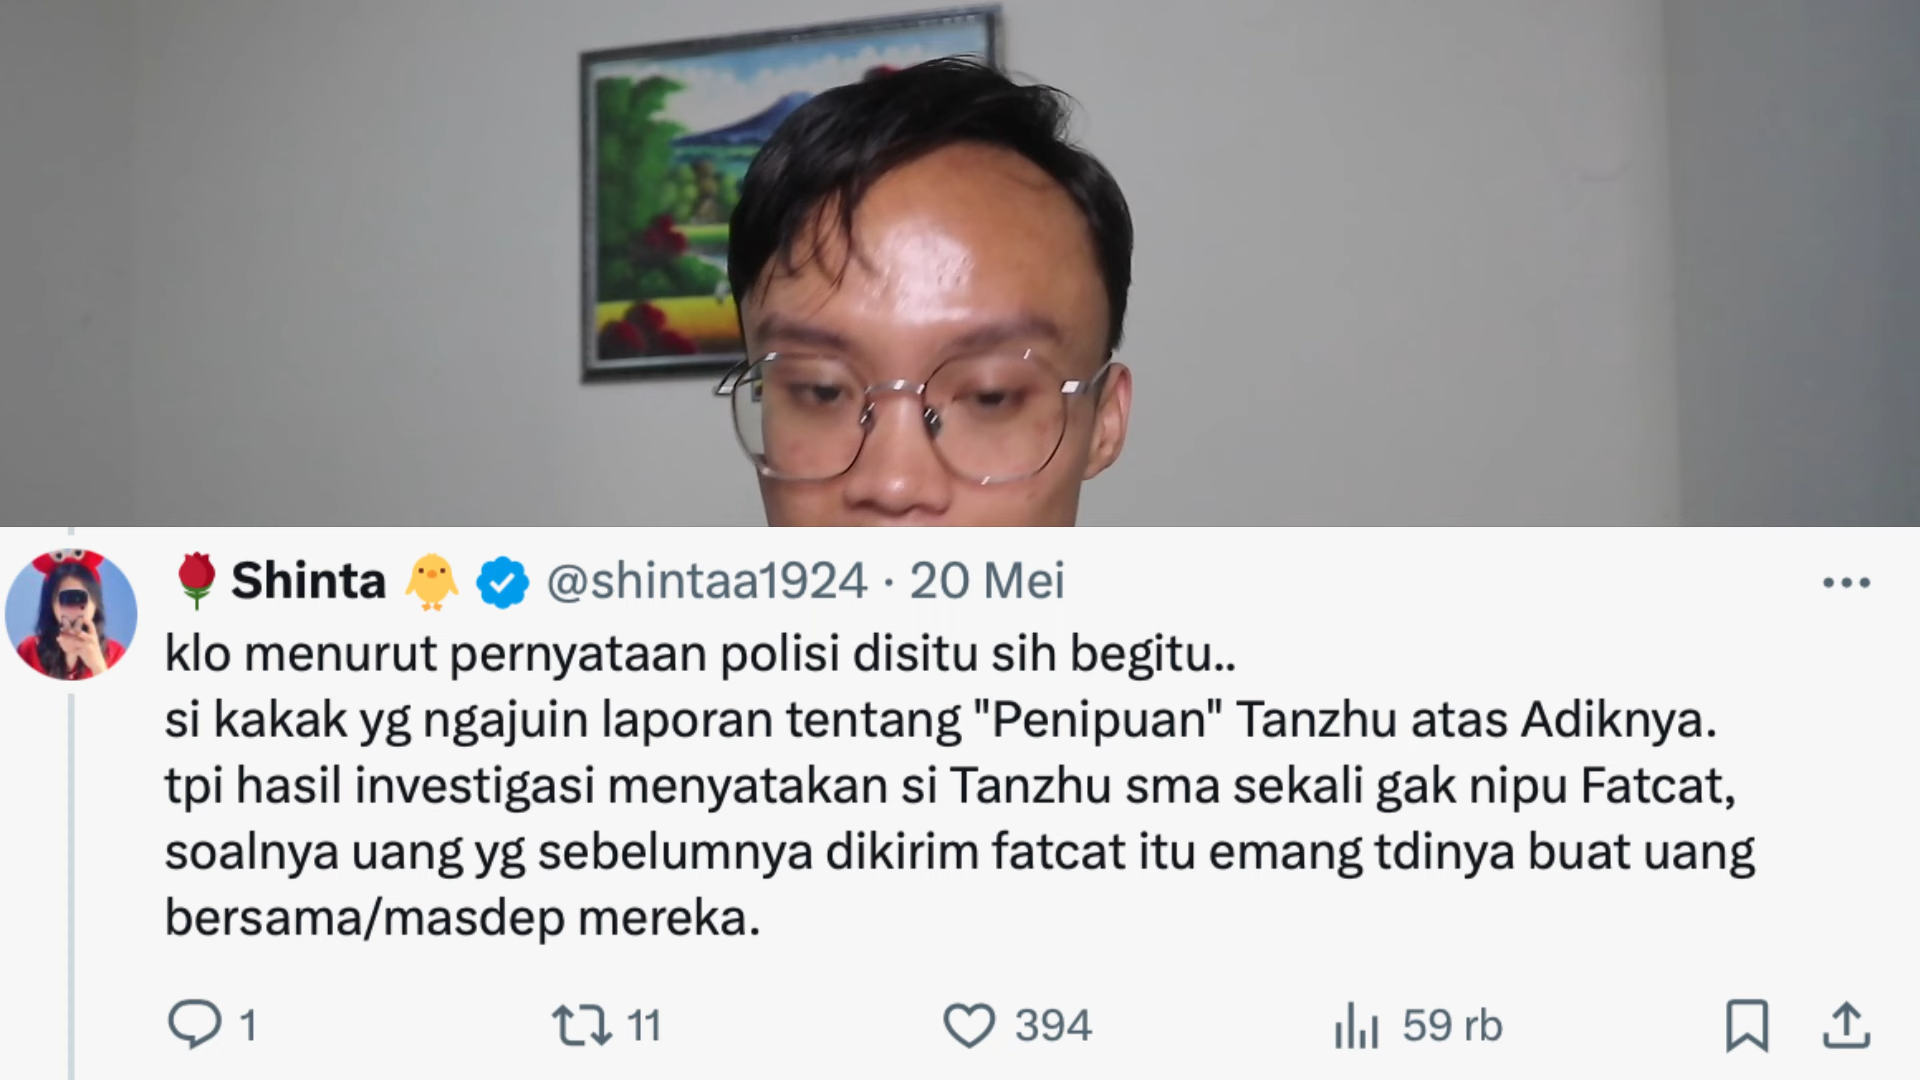 🌹Shinta 🐥 @shintaa1924 · 20 Mei
klo menurut pernyataan polisi disitu sih begitu..
si kakak yg ngajuin laporan tentang "Penipuan" Tanzhu atas Adiknya.
tpi hasil investigasi menyatakan si Tanzhu sma sekali gak nipu Fatcat,
soalnya uang yg sebelumnya dikirim fatcat itu emang tdinya buat uang
bersama/masdep mereka.
1 11 394 59 rb